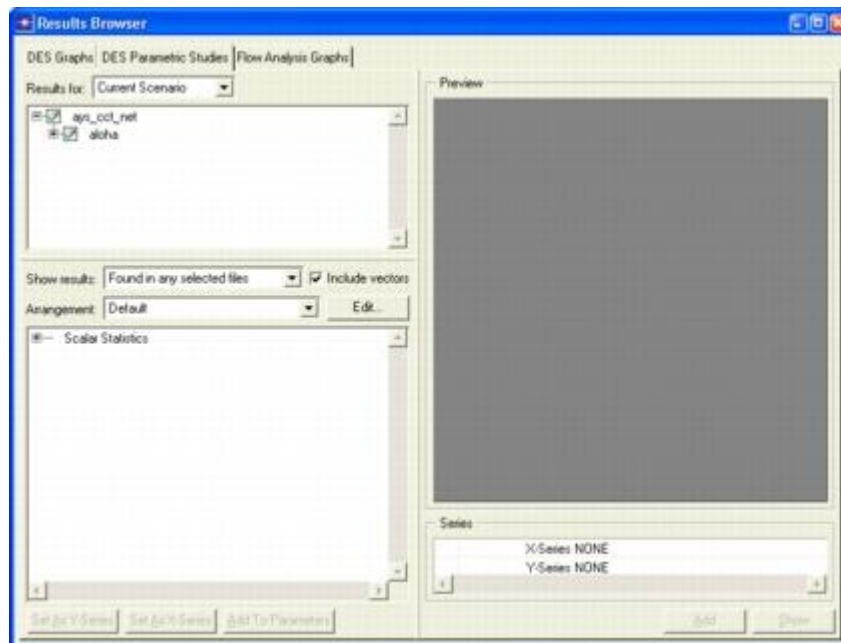 Results Browser
DES Graphs DES Parametric Studies Flow Analysis Graphs
Results for: Current Scenario
ays_cct_net
aloha
Show results: Found in any selected files Include vectors
Arrangement: Default Edit...
Scalar Statistics
Set As Y-Series Set As X-Series Add To Parameters
Preview
Series
X-Series NONE
Y-Series NONE
Add Show